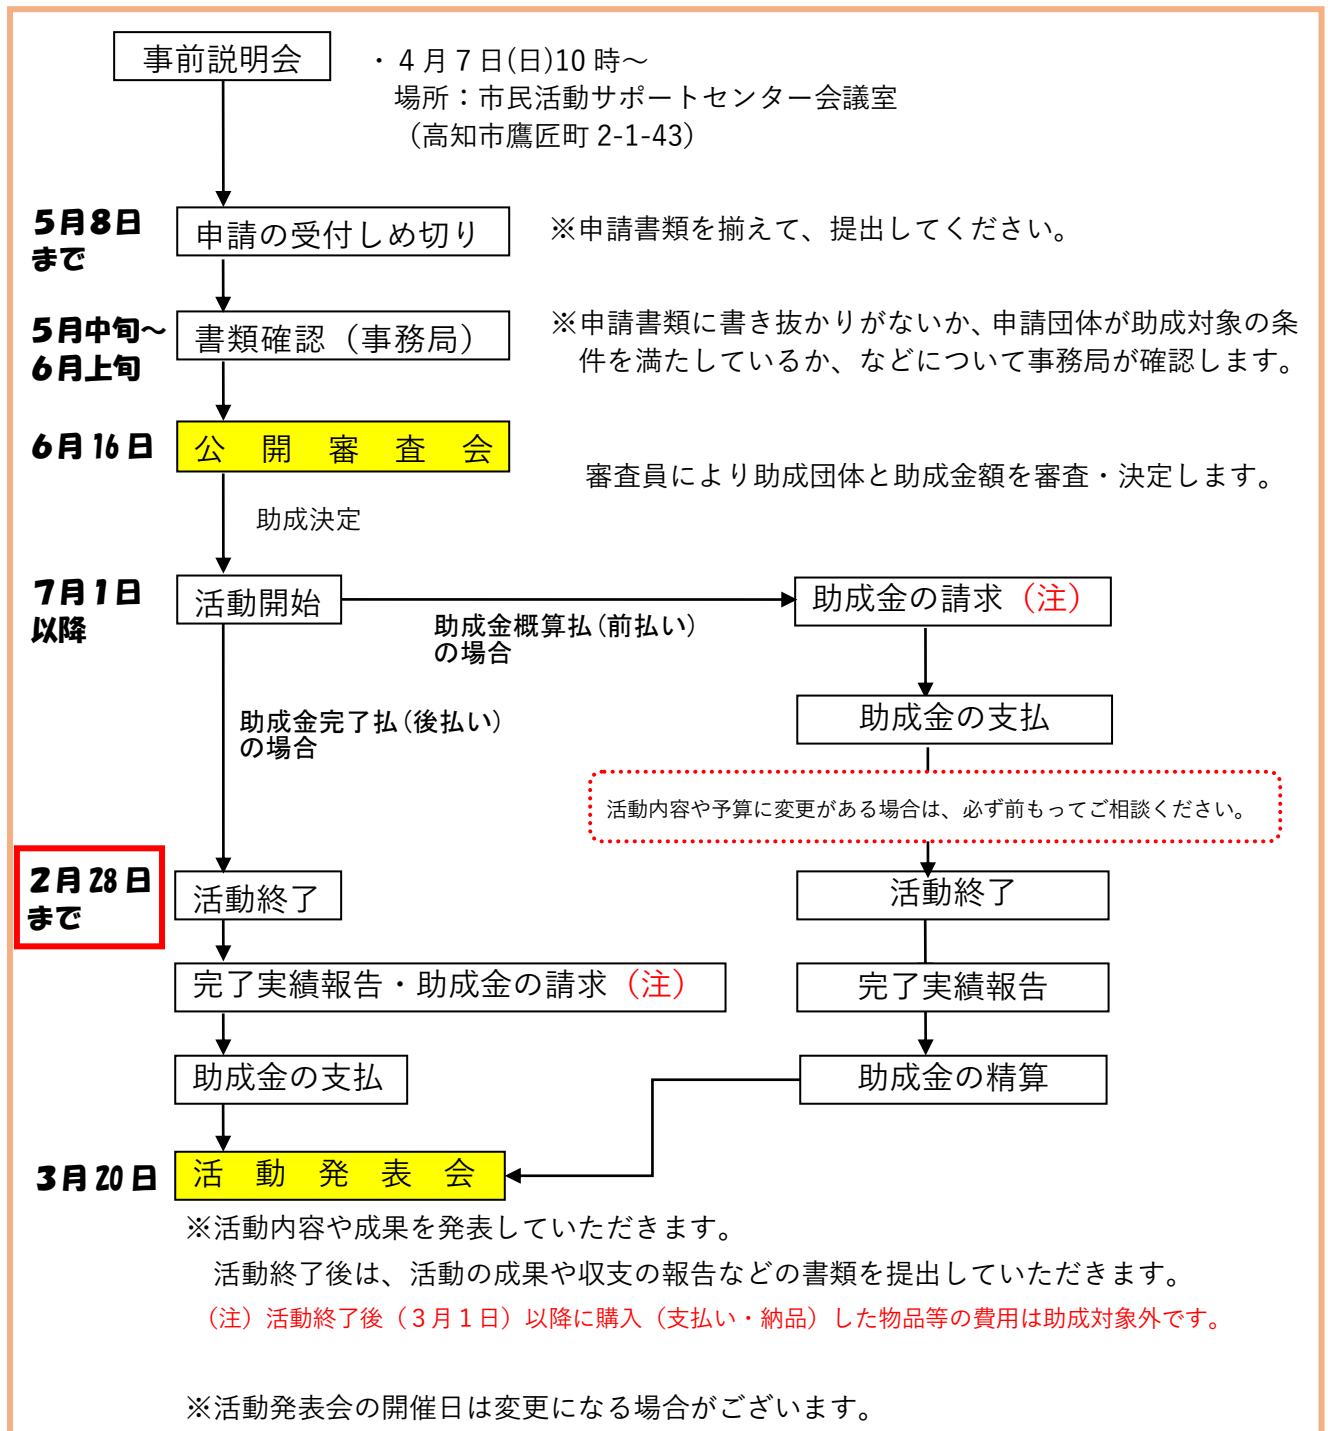 事前説明会
・４月７日(日)10時～
場所：市民活動サポートセンター会議室
（高知市鷹匠町 2-1-43）
5月8日
まで
申請の受付しめ切り
※申請書類を揃えて、提出してください。
5月中旬～
6月上旬
書類確認（事務局）
※申請書類に書き抜かりがないか、申請団体が助成対象の条
件を満たしているか、などについて事務局が確認します。
6月16日
公開審査会
審査員により助成団体と助成金額を審査・決定します。
助成決定
7月1日
以降
活動開始
助成金概算払（前払い）
の場合
助成金の請求（注）
助成金の支払
助成金完了払（後払い）
の場合
活動内容や予算に変更がある場合は、必ず前もってご相談ください。
2月28日
まで
活動終了
活動終了
完了実績報告・助成金の請求（注）
完了実績報告
助成金の支払
助成金の精算
3月20日
活動発表会
※活動内容や成果を発表していただきます。
活動終了後は、活動の成果や収支の報告などの書類を提出していただきます。
（注）活動終了後（３月１日）以降に購入（支払い・納品）した物品等の費用は助成対象外です。
※活動発表会の開催日は変更になる場合がございます。